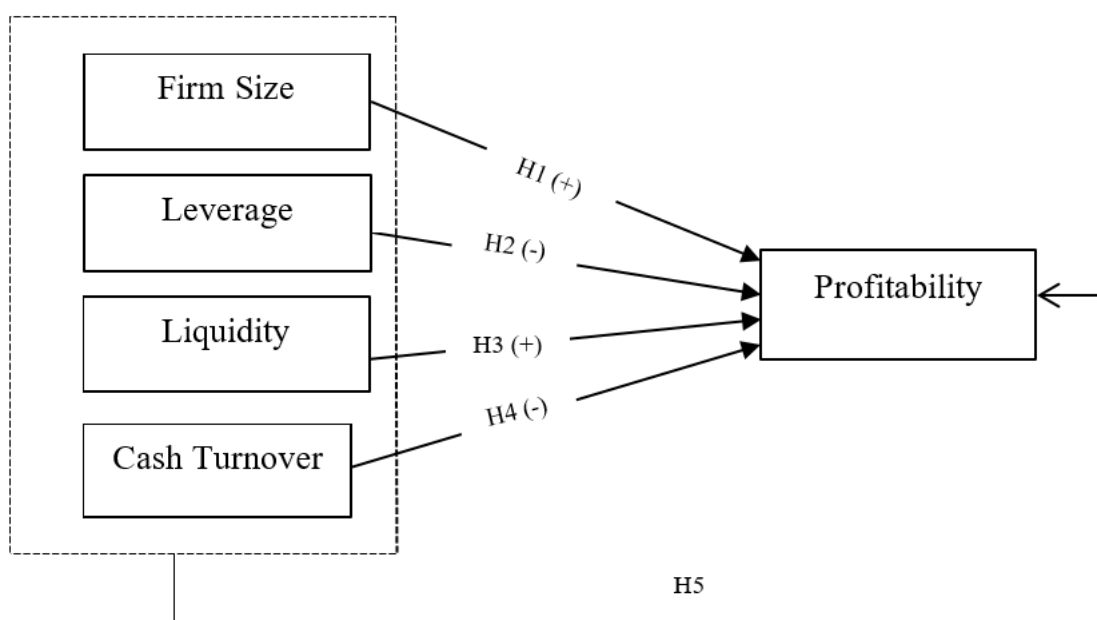 Firm Size
H1 (+)
Leverage
H2 (-)
Profitability
Liquidity
H3 (+)
H4 (-)
Cash Turnover
H5